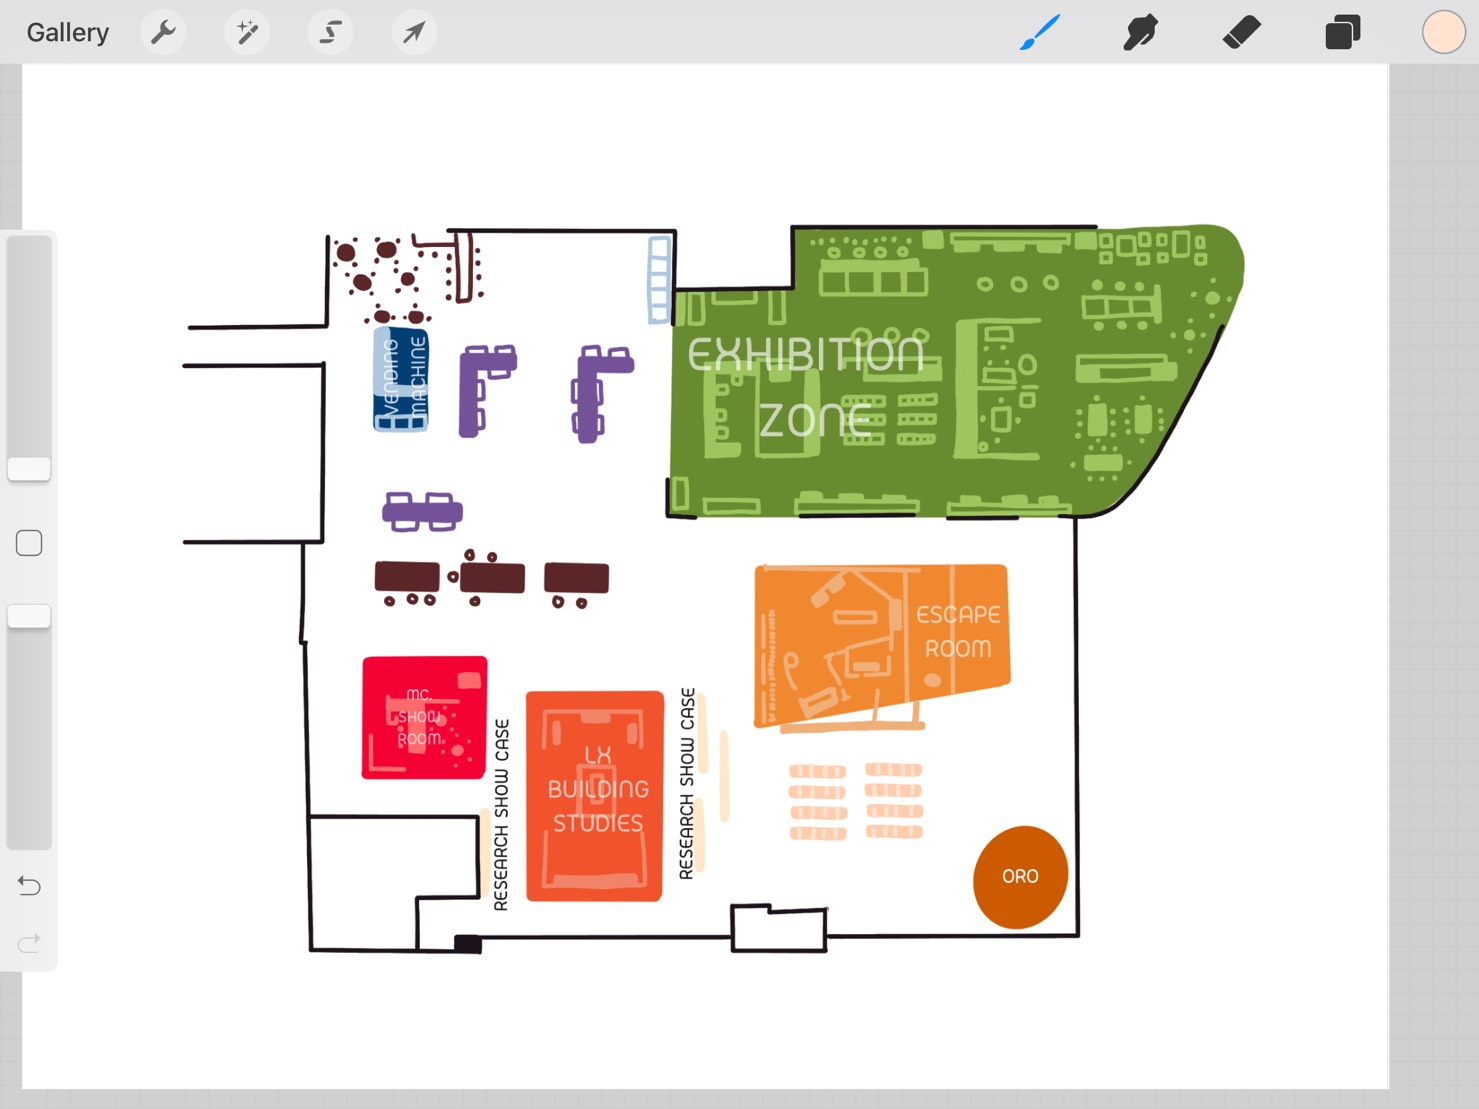 Gallery
EXHIBITION
ZONE
VENDING
MACHINE
ESCAPE
ROOM
MC.
SHOW
ROOM
RESEARCH SHOW CASE
LX
BUILDING
STUDIES
RESEARCH SHOW CASE
ORO